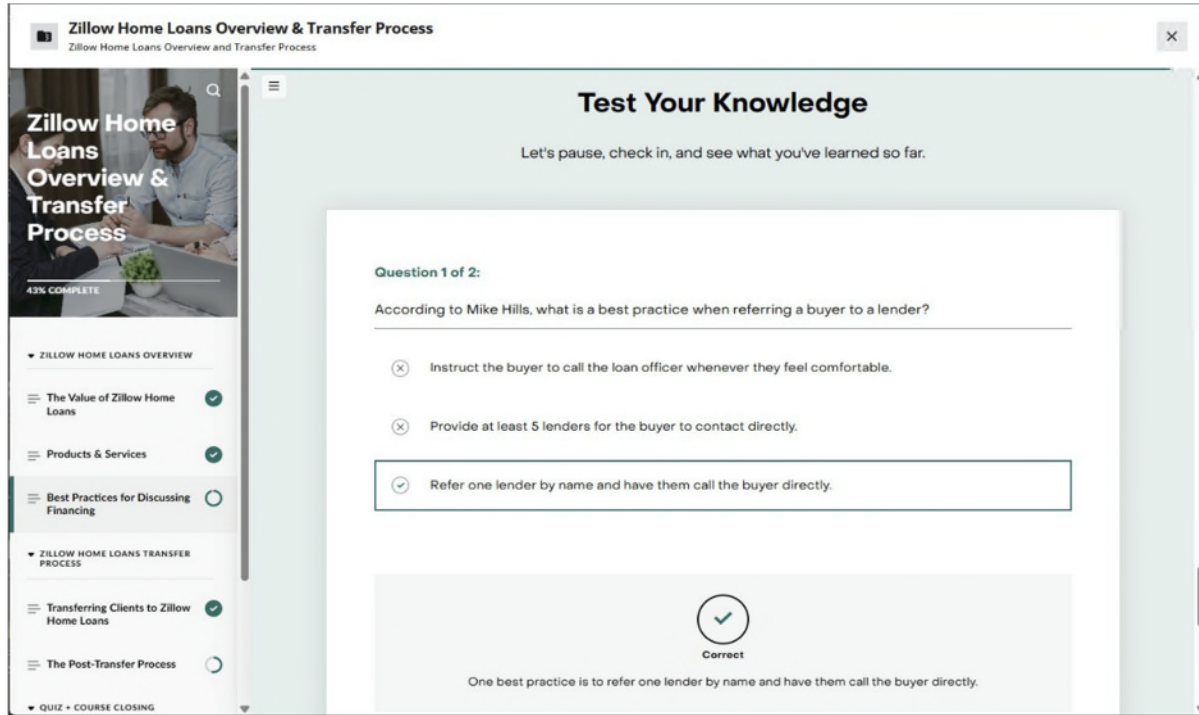 Zillow Home Loans Overview & Transfer Process
Zillow Home Loans Overview and Transfer Process
Zillow Home
Loans
Overview &
Transfer
Process
43% COMPLETE
ZILLOW HOME LOANS OVERVIEW
The Value of Zillow Home
Loans
Products & Services
Best Practices for Discussing
Financing
ZILLOW HOME LOANS TRANSFER
PROCESS
Transferring Clients to Zillow
Home Loans
The Post-Transfer Process
QUIZ + COURSE CLOSING
Test Your Knowledge
Let's pause, check in, and see what you've learned so far.
Question 1 of 2:
According to Mike Hills, what is a best practice when referring a buyer to a lender?
Instruct the buyer to call the loan officer whenever they feel comfortable.
Provide at least 5 lenders for the buyer to contact directly.
Refer one lender by name and have them call the buyer directly.
Correct
One best practice is to refer one lender by name and have them call the buyer directly.